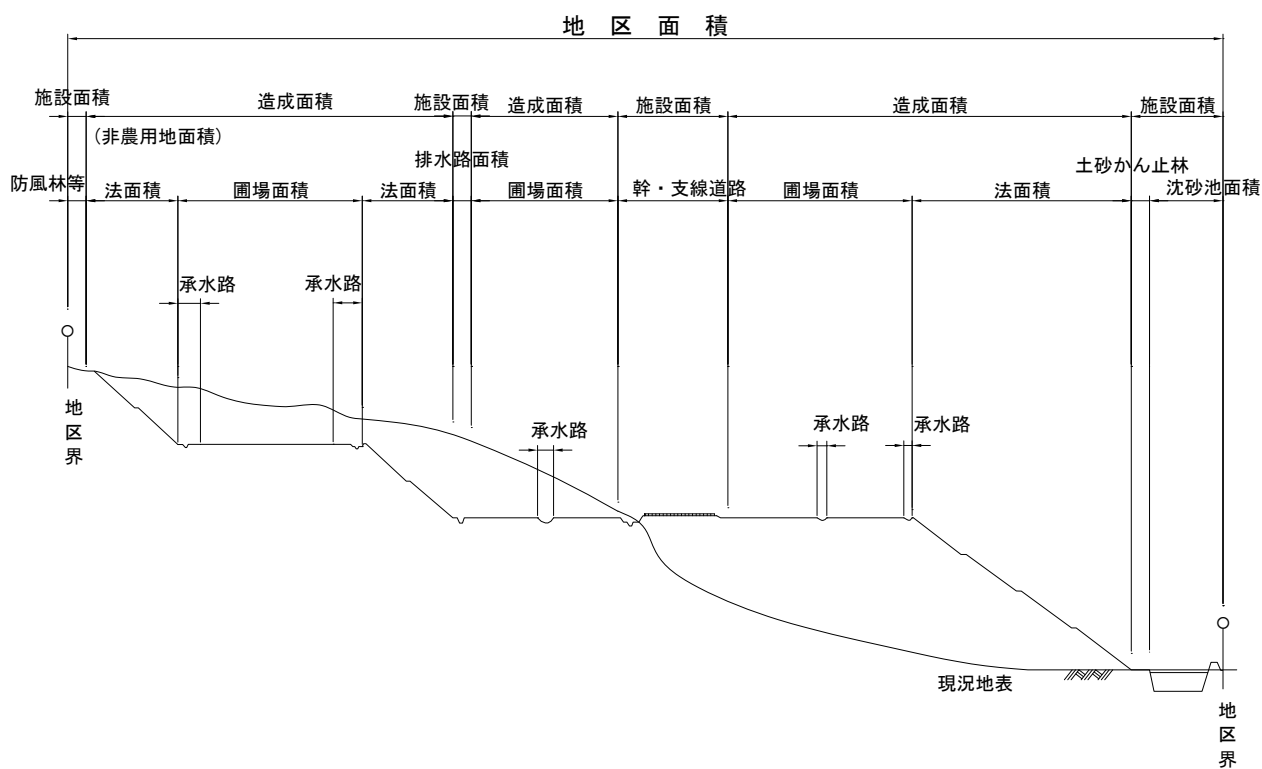 地区面積
施設面積
造成面積
施設面積
造成面積
施設面積
造成面積
施設面積
(非農用地面積)
排水路面積
土砂かん止林
防風林等
法面積
圃場面積
法面積
圃場面積
幹・支線道路
圃場面積
法面積
沈砂池面積
承水路
承水路
承水路
承水路
承水路
地区界
現況地表
地区界